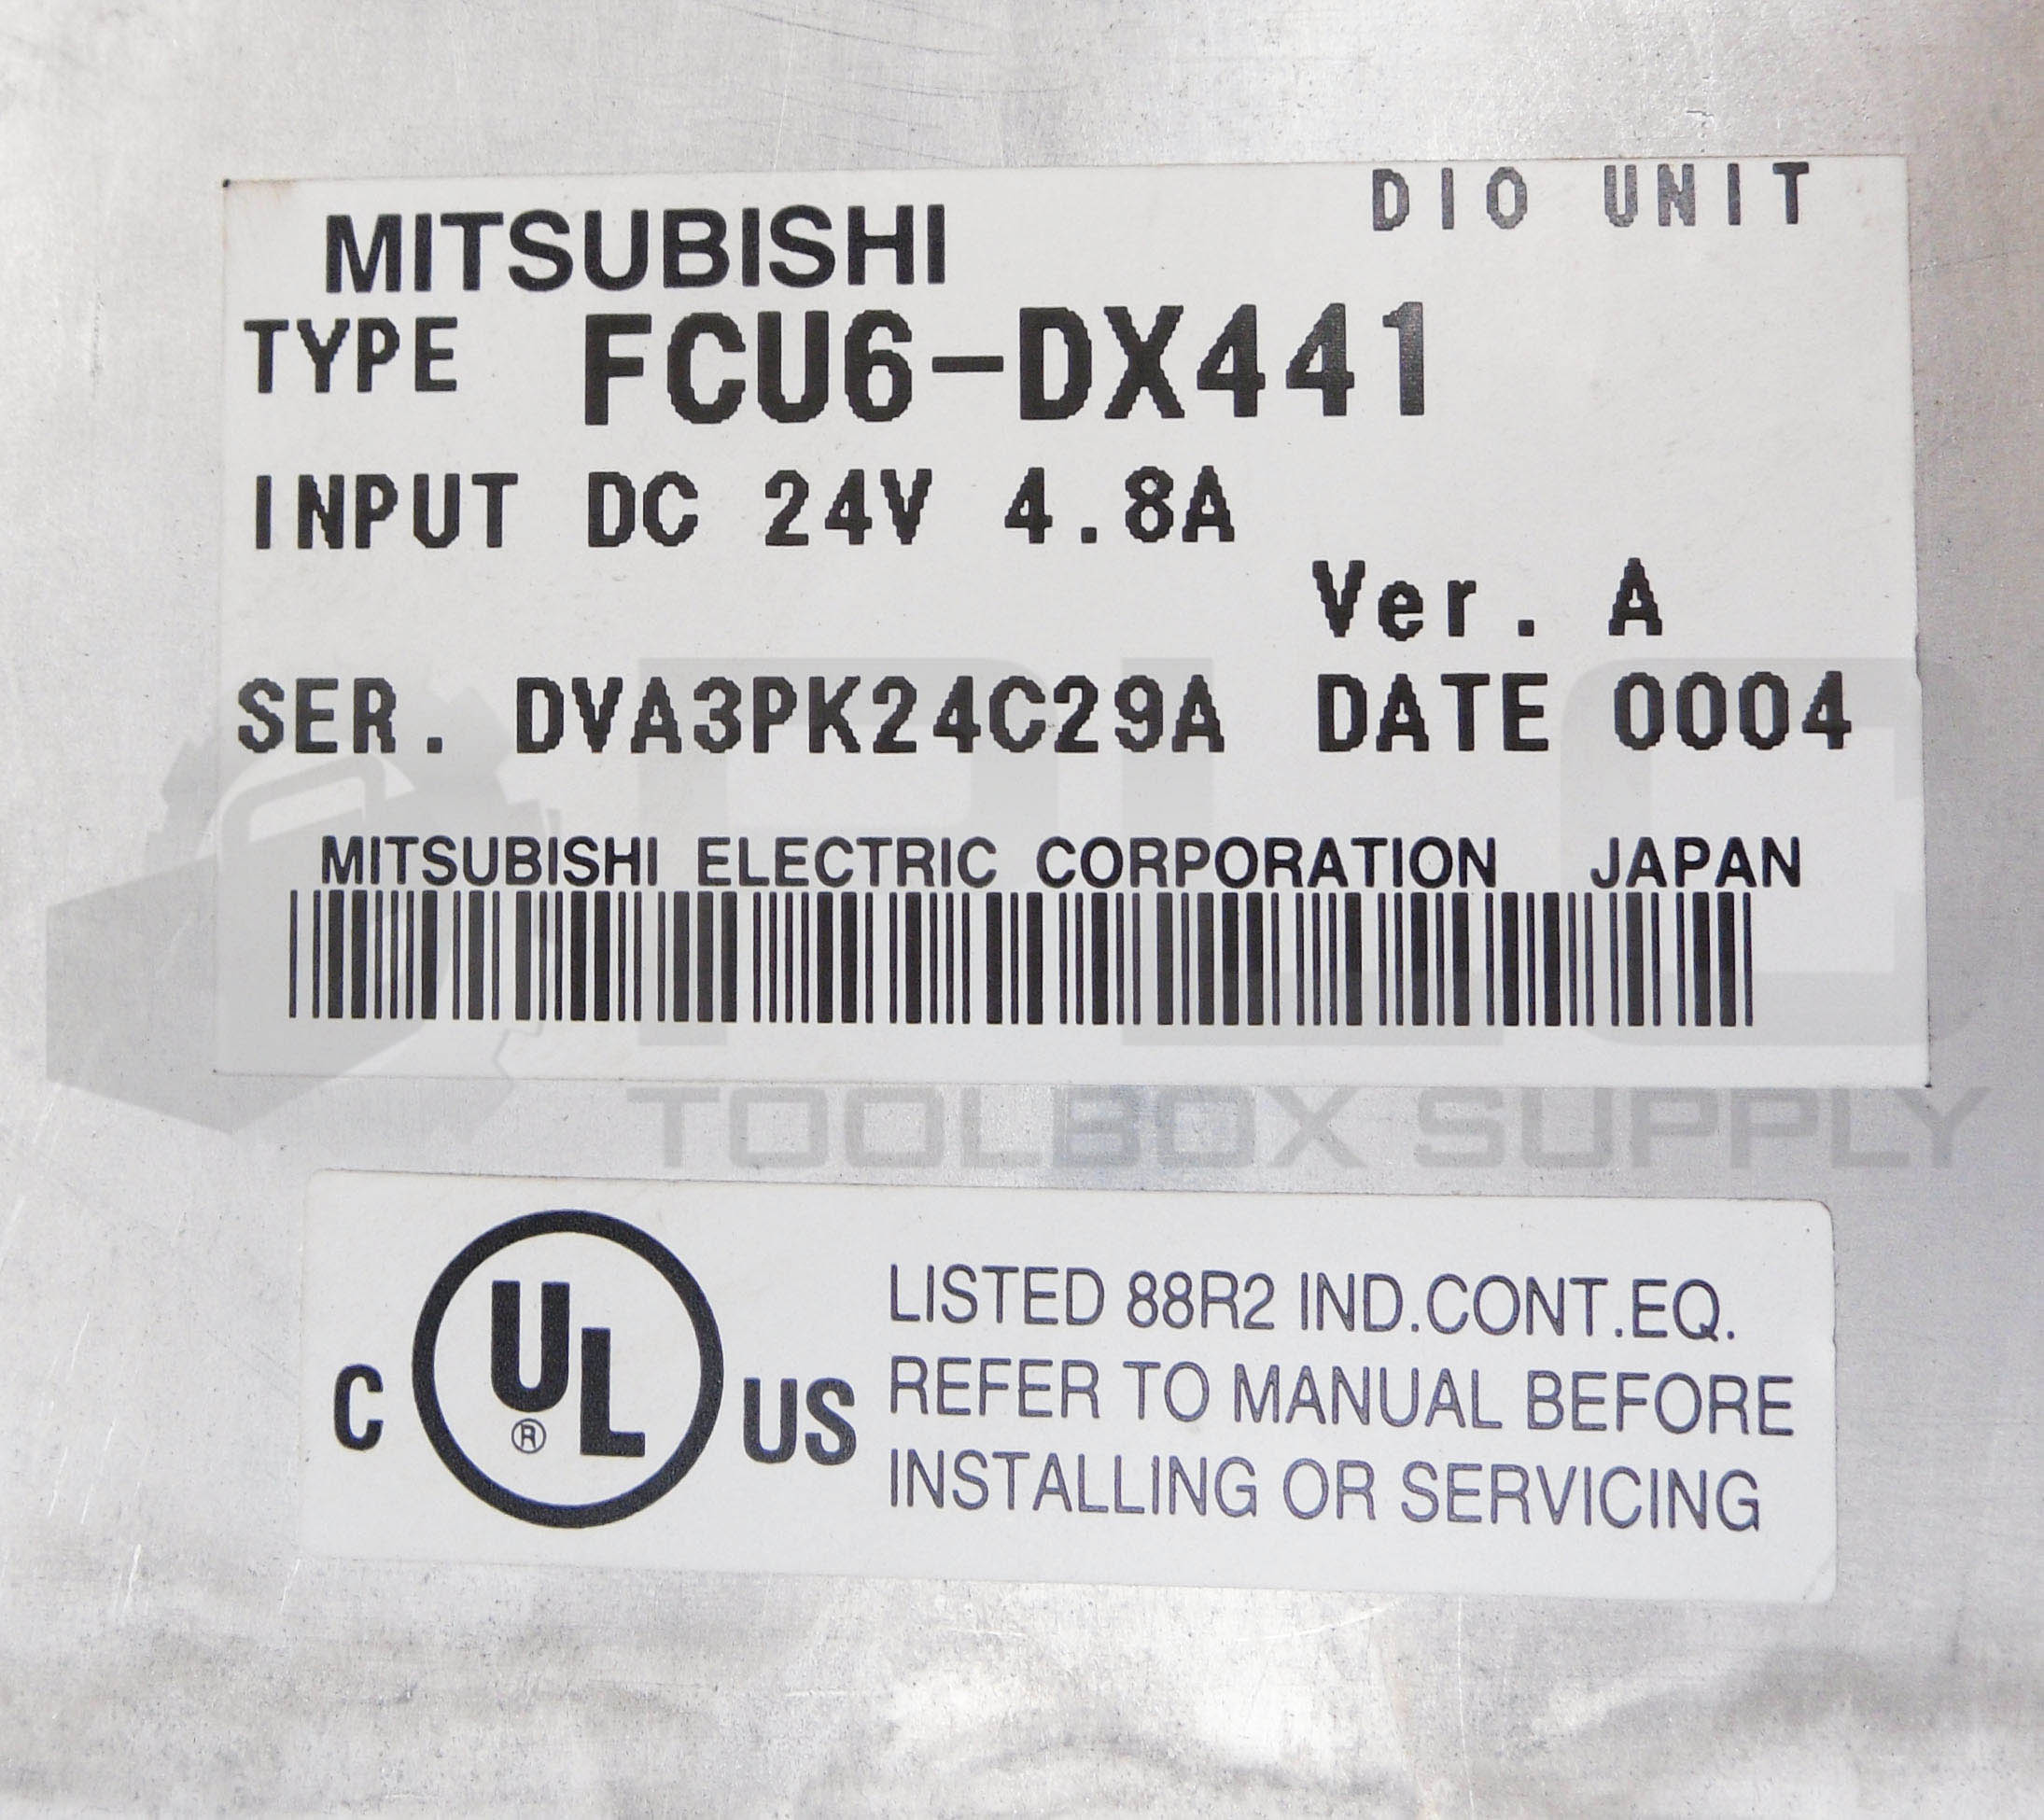 DIO UNIT
MITSUBISHI
TYPE FCU6-DX441
INPUT DC 24V 4.8A
Ver. A
SER. DVA3PK24C29A DATE 0004
MITSUBISHI ELECTRIC CORPORATION JAPAN
PLC
TOOLBOX SUPPLY
C UL ® US
LISTED 88R2 IND.CONT.EQ.
REFER TO MANUAL BEFORE
INSTALLING OR SERVICING